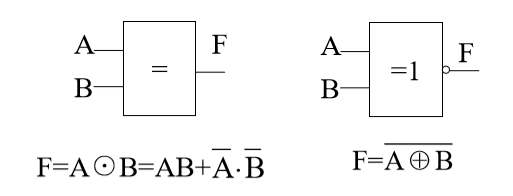 A
B
=
F
F=A⊙B=AB+A̅·B̅
A
B
=1
F
F=A̅ ̅⊕̅ ̅B̅